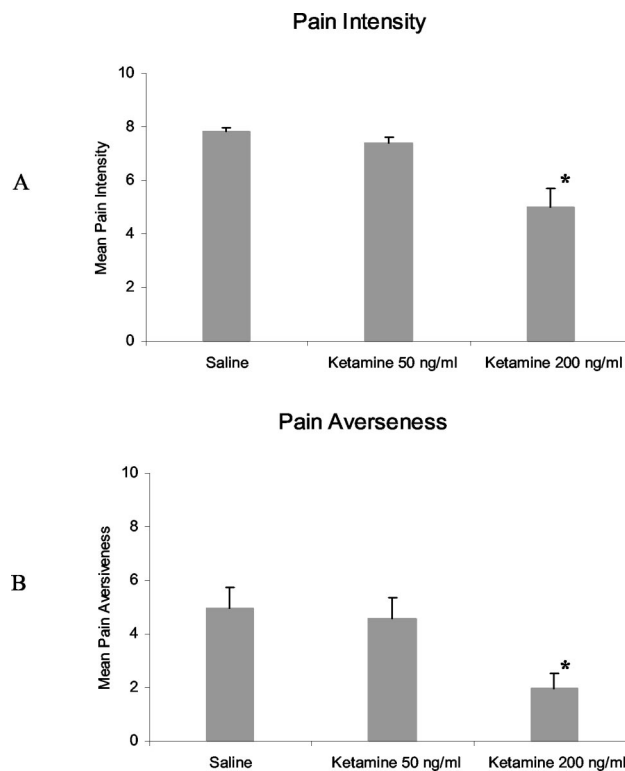 Pain Intensity
10
8
6
4
2
0
Mean Pain Intensity
*
A
Saline Ketamine 50 ng/ml Ketamine 200 ng/ml
Pain Averseness
10
8
6
4
2
0
Mean Pain Aversiveness
*
B
Saline Ketamine 50 ng/ml Ketamine 200 ng/ml